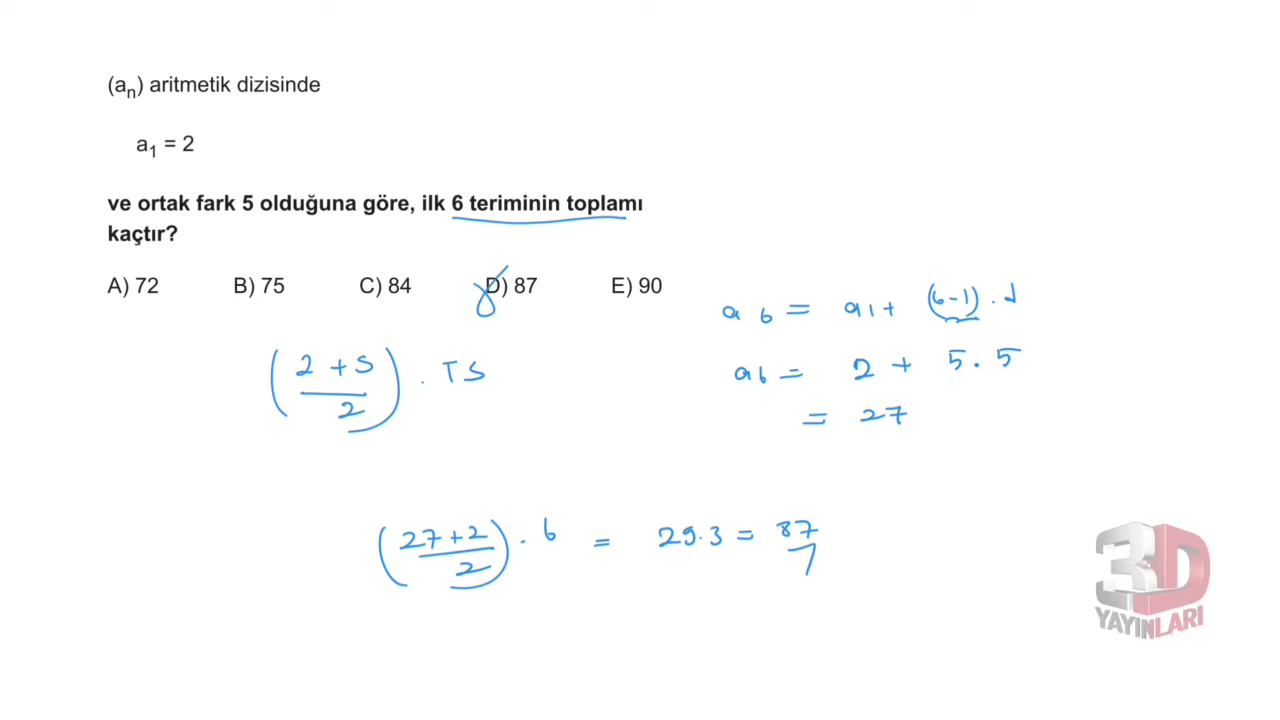 (aₙ) aritmetik dizisinde
a₁ = 2
ve ortak fark 5 olduğuna göre, ilk 6 teriminin toplamı
kaçtır?
A) 72 B) 75 C) 84 D) 87 E) 90
a₆ = a₁ + (6-1) . d
(2 + S / 2) . TS
a₆ = 2 + 5 . 5
= 27
(27 + 2 / 2) . 6 = 29.3 = 87
3D
YAYINLARI